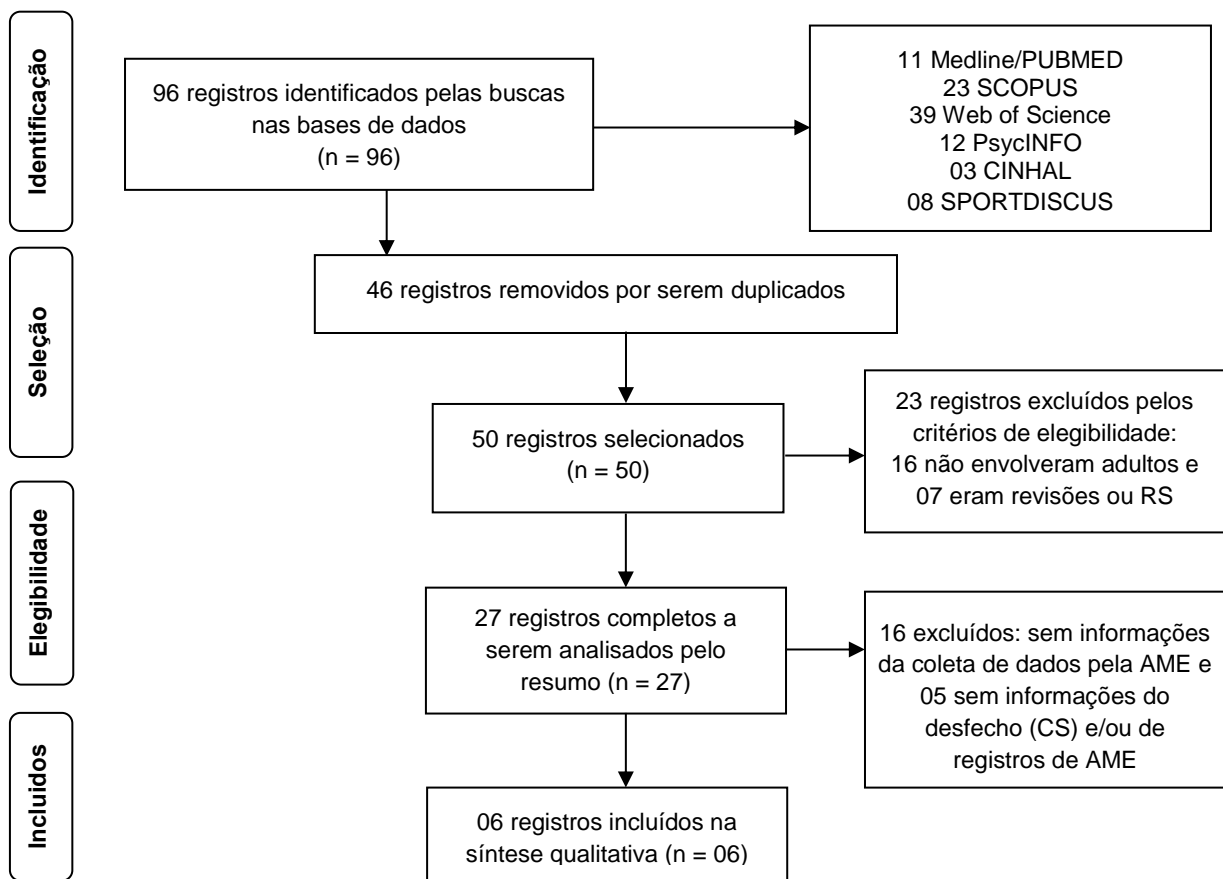 Identificação
96 registros identificados pelas buscas
nas bases de dados
(n = 96)
11 Medline/PUBMED
23 SCOPUS
39 Web of Science
12 PsycINFO
03 CINHAL
08 SPORTDISCUS
Seleção
46 registros removidos por serem duplicados
50 registros selecionados
(n = 50)
23 registros excluídos pelos
critérios de elegibilidade:
16 não envolveram adultos e
07 eram revisões ou RS
Elegibilidade
27 registros completos a
serem analisados pelo
resumo (n = 27)
16 excluídos: sem informações
da coleta de dados pela AME e
05 sem informações do
desfecho (CS) e/ou de
registros de AME
Incluidos
06 registros incluídos na
síntese qualitativa (n = 06)